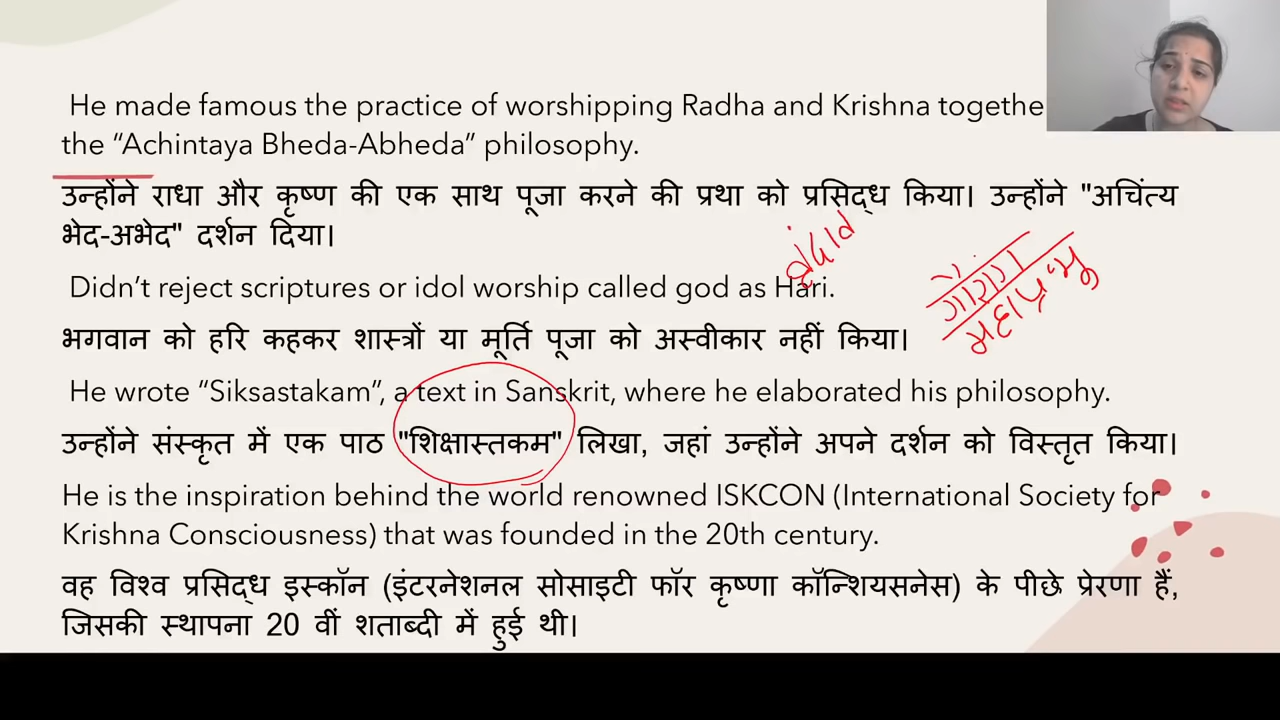 He made famous the practice of worshipping Radha and Krishna togethe
the “Achintaya Bheda-Abheda” philosophy.
उन्होंने राधा और कृष्ण की एक साथ पूजा करने की प्रथा को प्रसिद्ध किया। उन्होंने "अचिंत्य
भेद-अभेद" दर्शन दिया।
Didn’t reject scriptures or idol worship called god as Hari.
भगवान को हरि कहकर शास्त्रों या मूर्ति पूजा को अस्वीकार नहीं किया।
गौरांग
महाप्रभु
He wrote “Siksastakam”, a text in Sanskrit, where he elaborated his philosophy.
उन्होंने संस्कृत में एक पाठ "शिक्षास्तकम" लिखा, जहां उन्होंने अपने दर्शन को विस्तृत किया।
He is the inspiration behind the world renowned ISKCON (International Society for
Krishna Consciousness) that was founded in the 20th century.
वह विश्व प्रसिद्ध इस्कॉन (इंटरनेशनल सोसाइटी फॉर कृष्णा कॉन्शियसनेस) के पीछे प्रेरणा हैं,
जिसकी स्थापना 20 वीं शताब्दी में हुई थी।